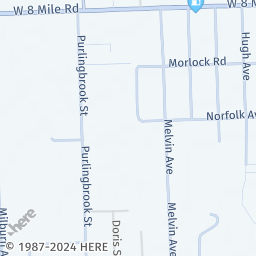 W 8 Mile Rd
W 8 M
Purlingbrook St
Morlock Rd
Hugh Ave
Norfolk Av
Melvin Ave
Purlingbrook St
Doris S
Melvin Ave
Milburn
here
© 1987-2024 HERE